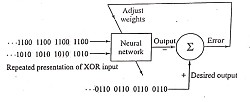 Adjust
weights
···1100 1100 1100 1100
Neural
network
Output
−
Σ
Error
···1010 1010 1010 1010
Repeated presentation of XOR input
+
Desired output
···0110 0110 0110 0110